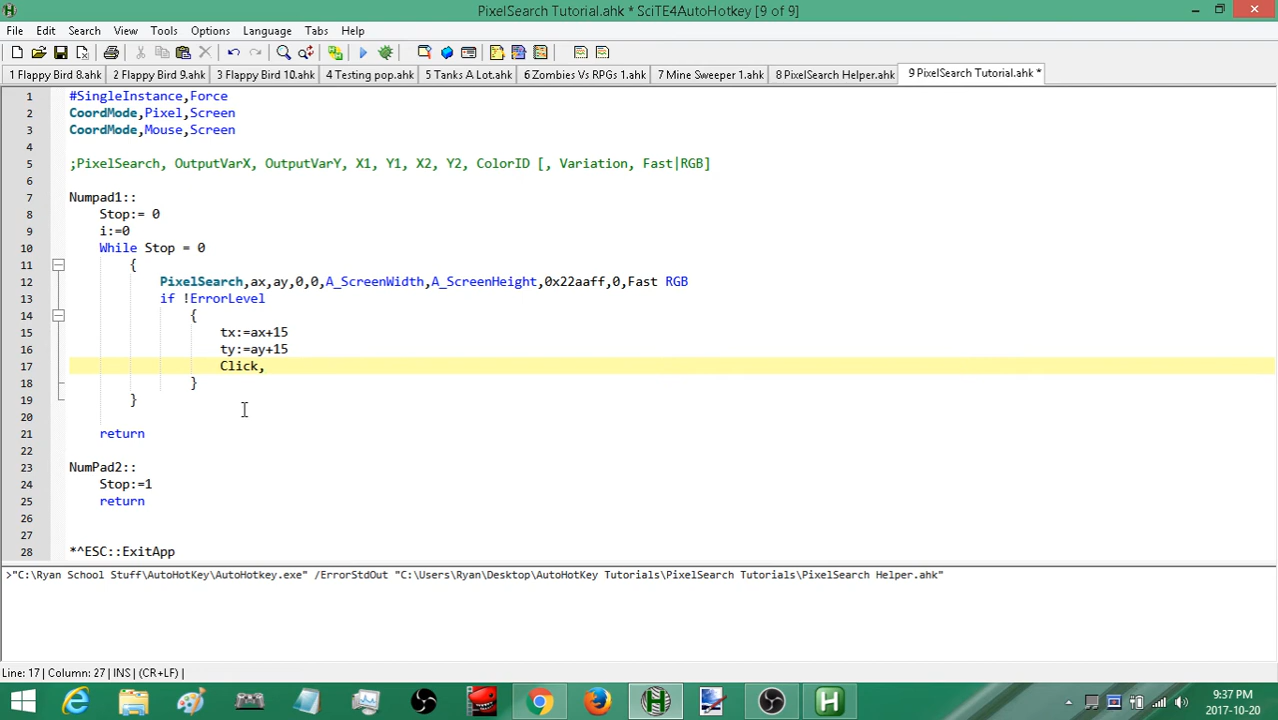 PixelSearch Tutorial.ahk * SciTE4AutoHotkey [9 of 9]
File Edit Search View Tools Options Language Tabs Help
1 Flappy Bird 8.ahk 2 Flappy Bird 9.ahk 3 Flappy Bird 10.ahk 4 Testing pop.ahk 5 Tanks A Lot.ahk 6 Zombies Vs RPGs 1.ahk 7 Mine Sweeper 1.ahk 8 PixelSearch Helper.ahk 9 PixelSearch Tutorial.ahk *
1 #SingleInstance,Force
2 CoordMode,Pixel,Screen
3 CoordMode,Mouse,Screen
4
5 ;PixelSearch, OutputVarX, OutputVarY, X1, Y1, X2, Y2, ColorID [, Variation, Fast|RGB]
6
7 Numpad1::
8 Stop:= 0
9 i:=0
10 While Stop = 0
11 {
12 PixelSearch,ax,ay,0,0,A_ScreenWidth,A_ScreenHeight,0x22aaff,0,Fast RGB
13 if !ErrorLevel
14 {
15 tx:=ax+15
16 ty:=ay+15
17 Click,
18 }
19 }
20
21 return
22
23 NumPad2::
24 Stop:=1
25 return
26
27
28 *^ESC::ExitApp
>"C:\Ryan School Stuff\AutoHotKey\AutoHotkey.exe" /ErrorStdOut "C:\Users\Ryan\Desktop\AutoHotKey Tutorials\PixelSearch Tutorials\PixelSearch Helper.ahk"
Line: 17 | Column: 27 | INS | (CR+LF) |
9:37 PM
2017-10-20